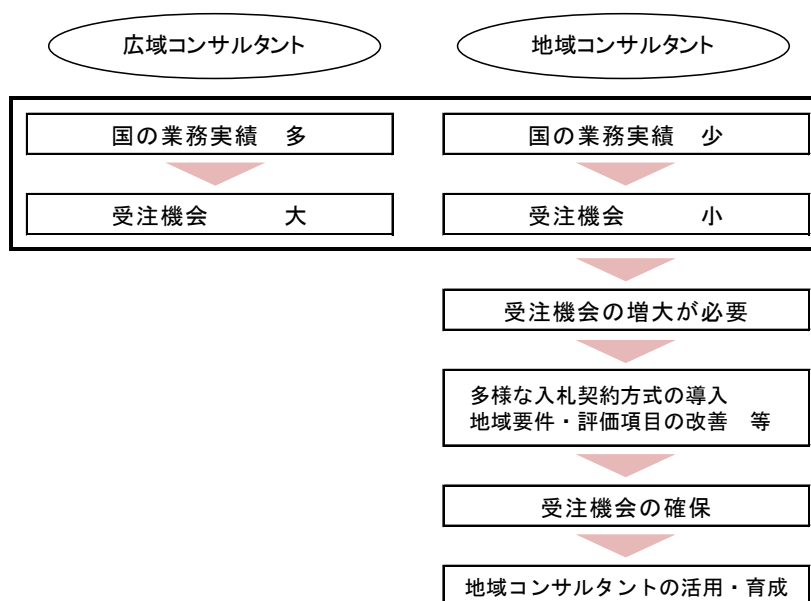 広域コンサルタント
地域コンサルタント
国の業務実績　多
国の業務実績　少
受注機会　大
受注機会　小
受注機会の増大が必要
多様な入札契約方式の導入
地域要件・評価項目の改善　等
受注機会の確保
地域コンサルタントの活用・育成